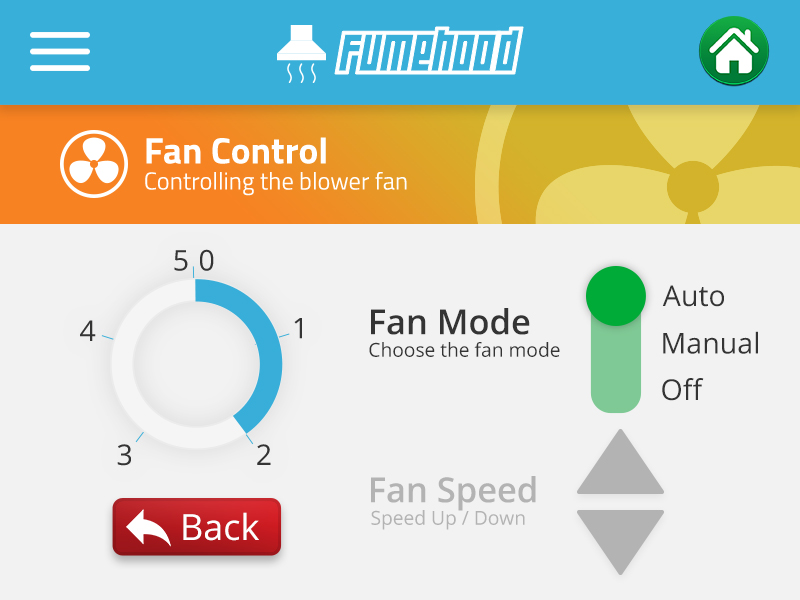 Fumehood
Fan Control
Controlling the blower fan
5 0
4
1
3
2
Fan Mode
Choose the fan mode
Auto
Manual
Off
Fan Speed
Speed Up / Down
Back